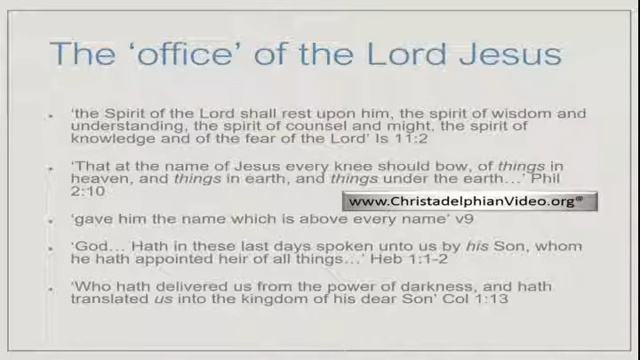 The 'office' of the Lord Jesus
'the Spirit of the Lord shall rest upon him, the spirit of wisdom and
understanding, the spirit of counsel and might, the spirit of
knowledge and of the fear of the Lord' Is 11:2
'That at the name of Jesus every knee should bow, of things in
heaven, and things in earth, and things under the earth…' Phil
2:10
www.ChristadelphianVideo.org®
'gave him the name which is above every name' v9
'God… Hath in these last days spoken unto us by his Son, whom
he hath appointed heir of all things…' Heb 1:1-2
'Who hath delivered us from the power of darkness, and hath
translated us into the kingdom of his dear Son' Col 1:13